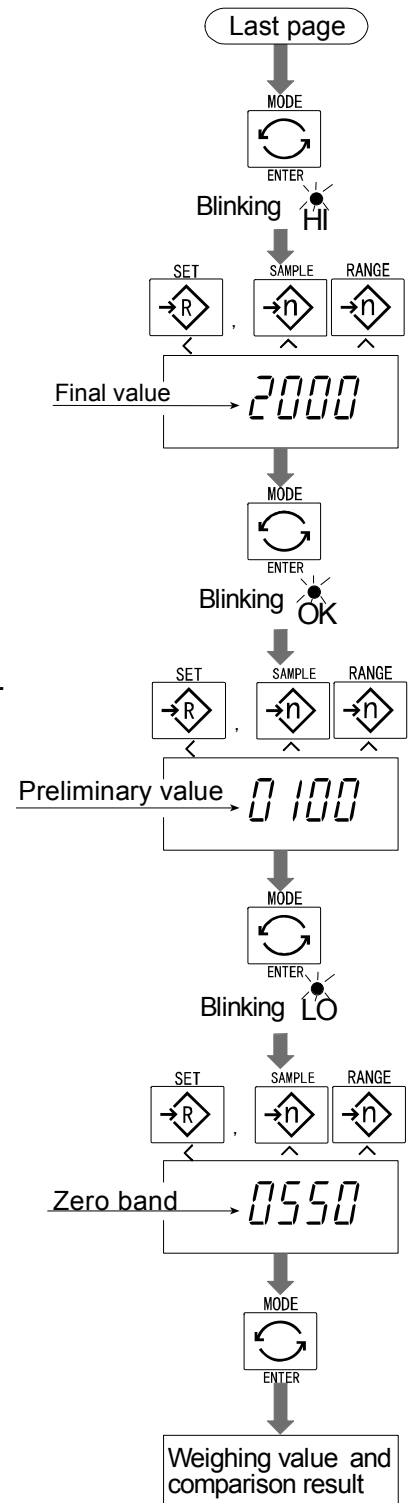 Last page
MODE
ENTER
Blinking HI
SET SAMPLE RANGE
R , n n
< ^ ^
Final value 2000
MODE
ENTER
Blinking OK
SET SAMPLE RANGE
R , n n
< ^ ^
Preliminary value 0100
MODE
ENTER
Blinking LO
SET SAMPLE RANGE
R , n n
< ^ ^
Zero band 0550
MODE
ENTER
Weighing value and
comparison result